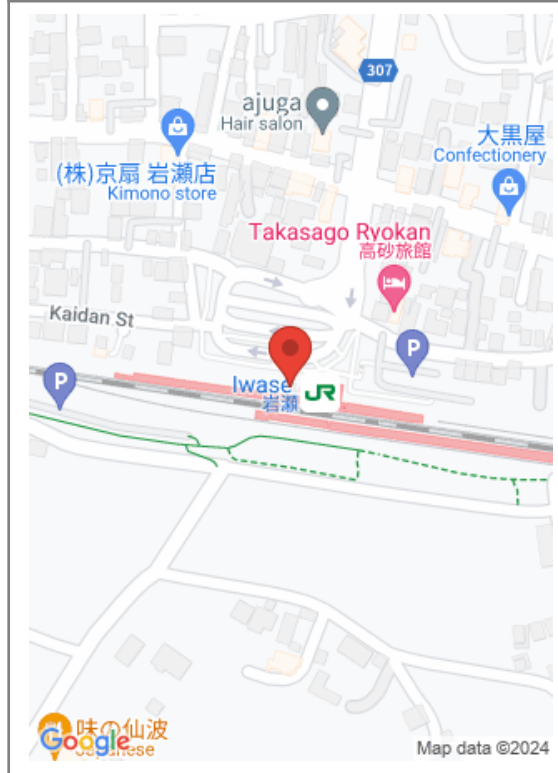 307
ajuga
Hair salon
大黒屋
Confectionery
(株)京扇 岩瀬店
Kimono store
Takasago Ryokan
高砂旅館
Kaidan St
P
P
Iwase
岩瀬
JR
味の仙波
Japanese
Google
Map data ©2024